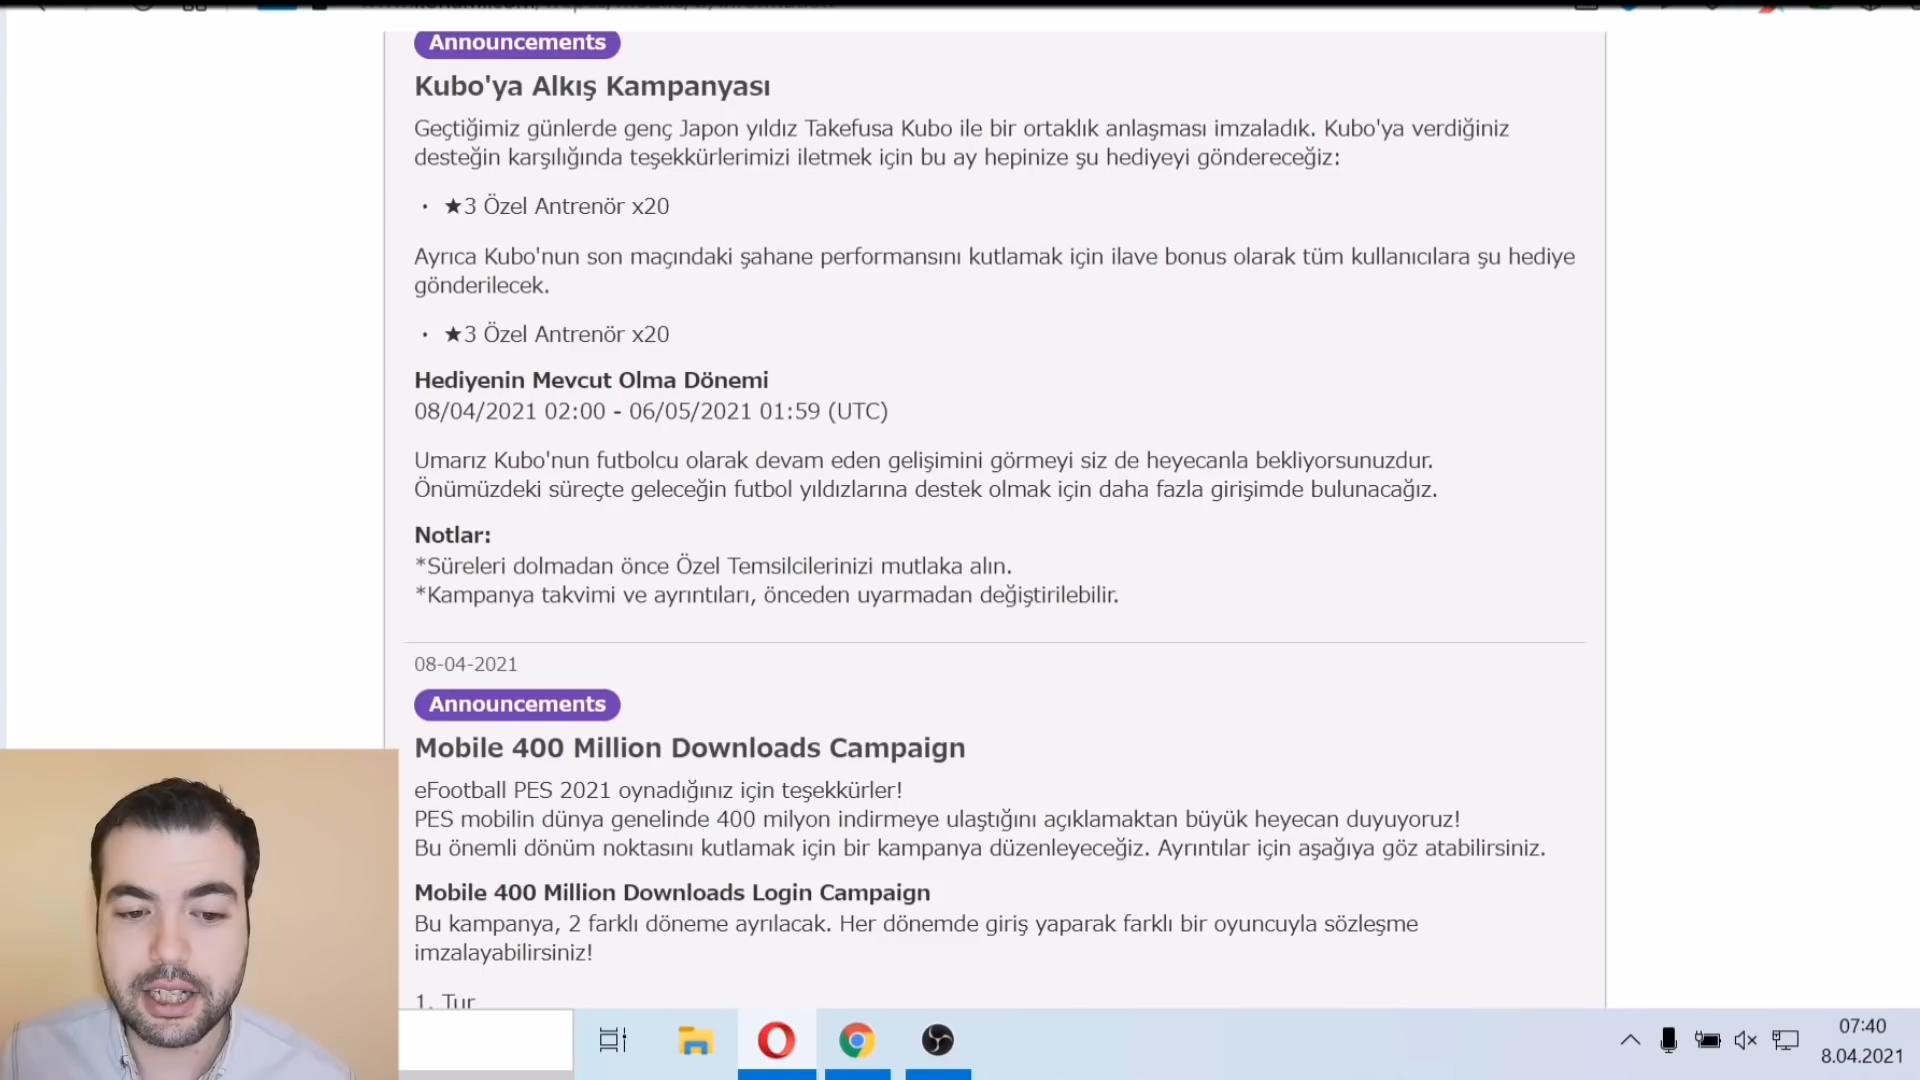 Announcements
Kubo'ya Alkış Kampanyası
Geçtiğimiz günlerde genç Japon yıldız Takefusa Kubo ile bir ortaklık anlaşması imzaladık. Kubo'ya verdiğiniz
desteğin karşılığında teşekkürlerimizi iletmek için bu ay hepinize şu hediyeyi göndereceğiz:
・ ★3 Özel Antrenör x20
Ayrıca Kubo'nun son maçındaki şahane performansını kutlamak için ilave bonus olarak tüm kullanıcılara şu hediye
gönderilecek.
・ ★3 Özel Antrenör x20
Hediyenin Mevcut Olma Dönemi
08/04/2021 02:00 - 06/05/2021 01:59 (UTC)
Umarız Kubo'nun futbolcu olarak devam eden gelişimini görmeyi siz de heyecanla bekliyorsunuzdur.
Önümüzdeki süreçte geleceğin futbol yıldızlarına destek olmak için daha fazla girişimde bulunacağız.
Notlar:
*Süreleri dolmadan önce Özel Temsilcilerinizi mutlaka alın.
*Kampanya takvimi ve ayrıntıları, önceden uyarmadan değiştirilebilir.
08-04-2021
Announcements
Mobile 400 Million Downloads Campaign
eFootball PES 2021 oynadığınız için teşekkürler!
PES mobilin dünya genelinde 400 milyon indirmeye ulaştığını açıklamaktan büyük heyecan duyuyoruz!
Bu önemli dönüm noktasını kutlamak için bir kampanya düzenleyeceğiz. Ayrıntılar için aşağıya göz atabilirsiniz.
Mobile 400 Million Downloads Login Campaign
Bu kampanya, 2 farklı döneme ayrılacak. Her dönemde giriş yaparak farklı bir oyuncuyla sözleşme
imzalayabilirsiniz!
1. Tur
07:40
8.04.2021